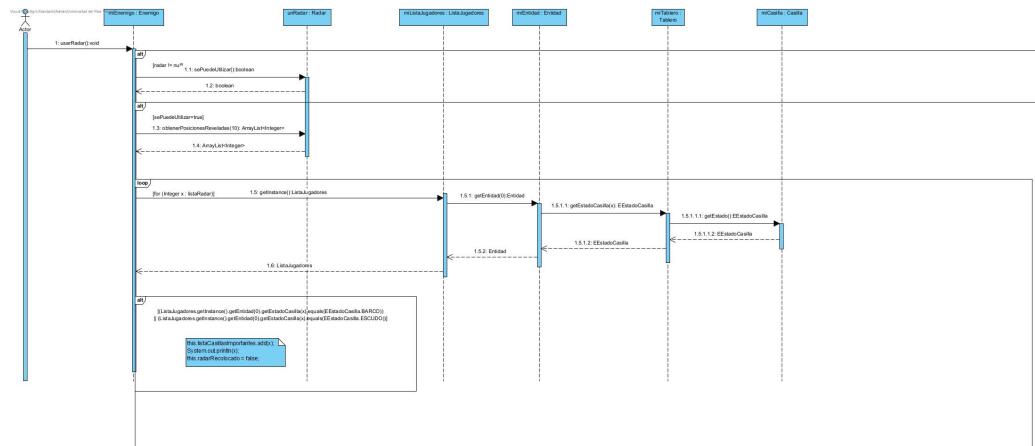 Actor
miEnemigo : Enemigo
unRadar : Radar
miListaJugadores : ListaJugadores
miEntidad : Entidad
miTablero :
Tablero
miCasilla : Casilla
1: usarRadar():void
alt
[radar != null]
1.1: sePuedeUtilizar():boolean
1.2: boolean
alt
[sePuedeUtilizar=true]
1.3: obtenerPosicionesReveladas(10): ArrayList<Integer>
1.4: ArrayList<Integer>
loop
[for (Integer x : listaRadar)]
1.5: getInstance():ListaJugadores
1.5.1: getEntidad(0):Entidad
1.5.1.1: getEstadoCasilla(x): EEstadoCasilla
1.5.1.1.1: getEstado():EEstadoCasilla
1.5.1.1.2: EEstadoCasilla
1.5.1.2: EEstadoCasilla
1.5.2: Entidad
1.6: ListaJugadores
alt
[(ListaJugadores.getInstance().getEntidad(0).getEstadoCasilla(x).equals(EEstadoCasilla.BARCO))
|| (ListaJugadores.getInstance().getEntidad(0).getEstadoCasilla(x).equals(EEstadoCasilla.ESCUDO))]
this.listaCasillasImportantes.add(x);
System.out.println(x);
this.radarRecolocado = false;